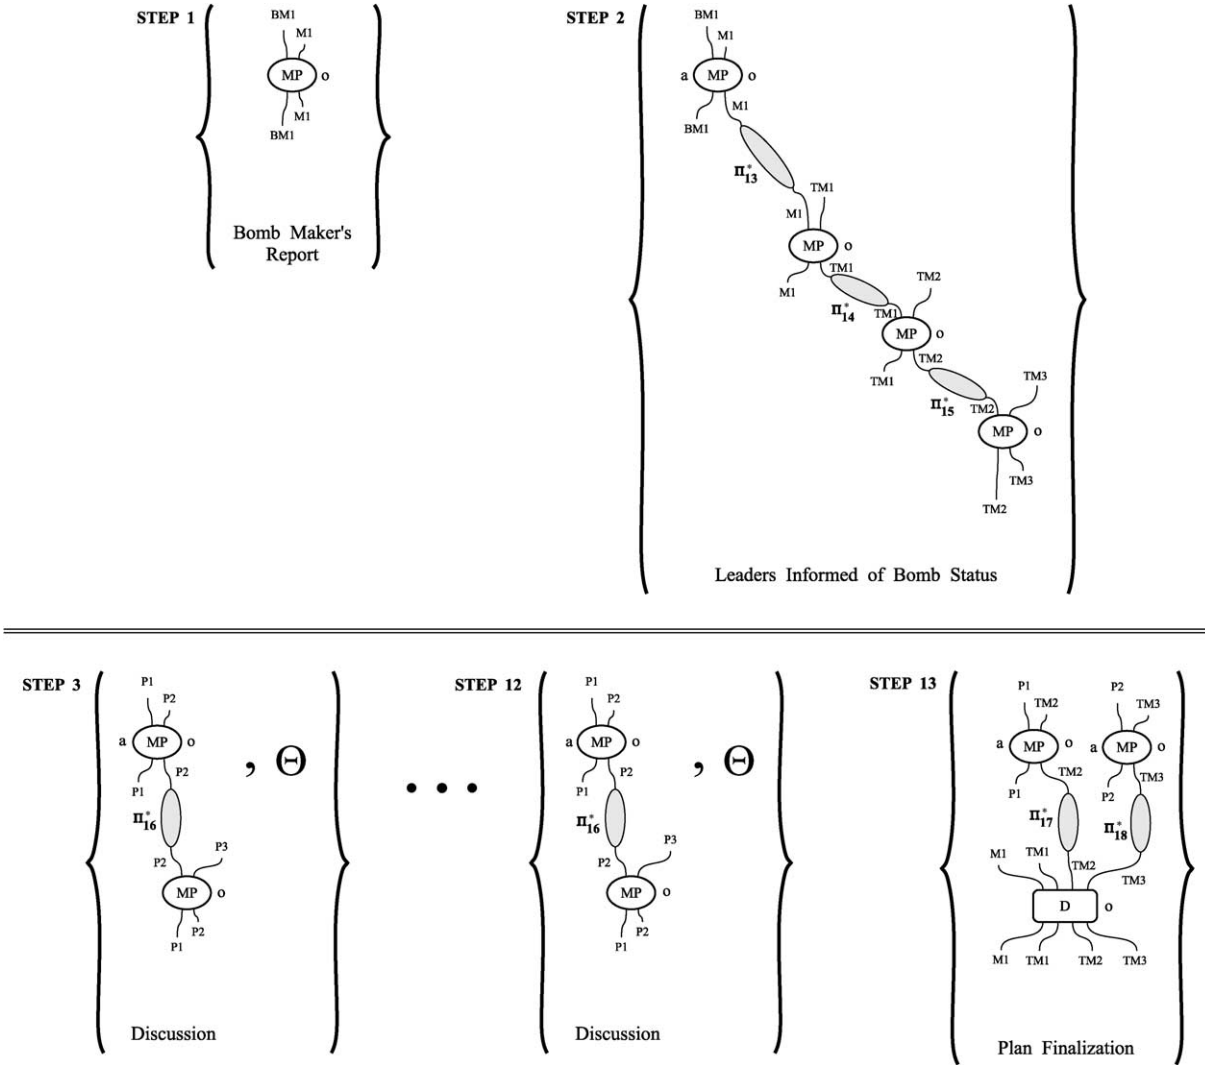 STEP 1
BM1
M1
MP o
M1
BM1
Bomb Maker's
Report
STEP 2
BM1
M1
a MP o
M1
BM1
Π*13
M1 TM1
MP o
TM1
M1
Π*14
TM1 TM2
MP o
TM2
TM1
Π*15
TM2 TM3
MP o
TM3
TM2
Leaders Informed of Bomb Status
STEP 3
P1
P2
a MP o
P2
P1
Π*16
P2 P3
MP o
P2
P1
, Θ
Discussion
• • •
STEP 12
P1
P2
a MP o
P2
P1
Π*16
P2 P3
MP o
P2
P1
, Θ
Discussion
STEP 13
P1 TM2 P2 TM3
a MP o a MP o
TM2 TM3
P1 P2
Π*17 Π*18
M1 TM1 TM2 TM3
D o
M1 TM1 TM2 TM3
Plan Finalization